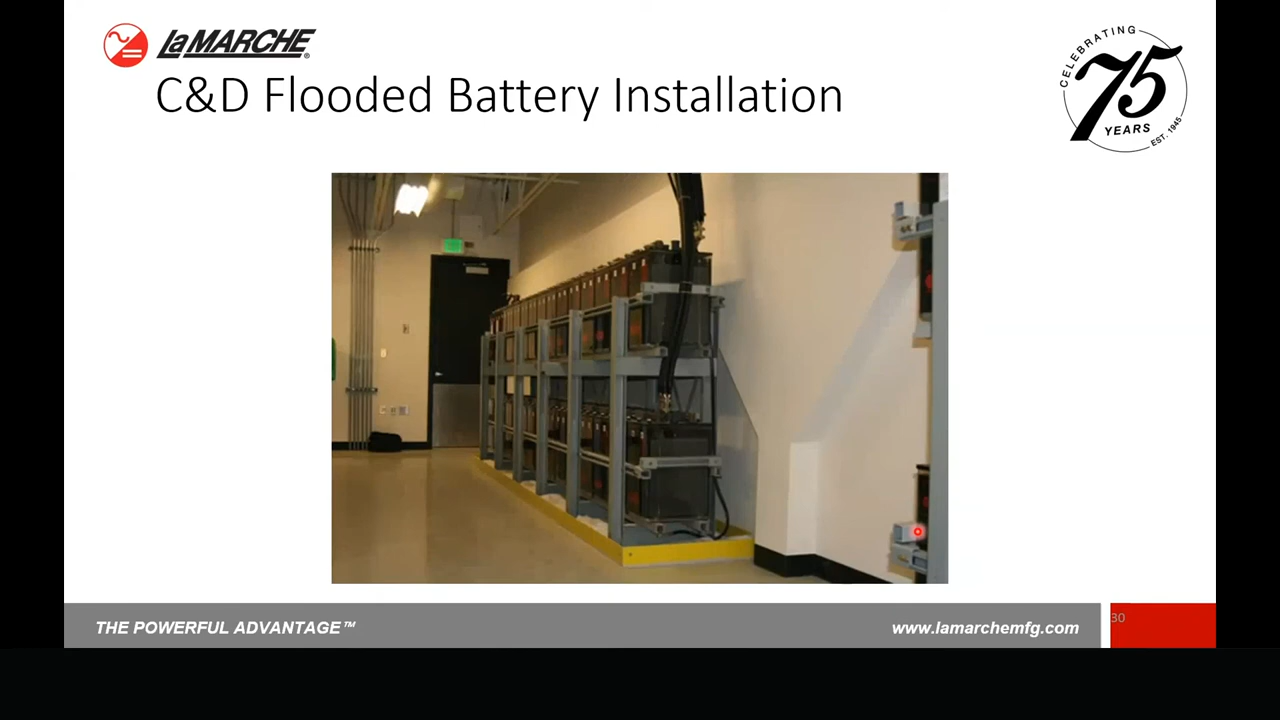 LaMARCHE®
C&D Flooded Battery Installation
CELEBRATING
75
YEARS
EST. 1945
THE POWERFUL ADVANTAGE™
www.lamarchemfg.com
30